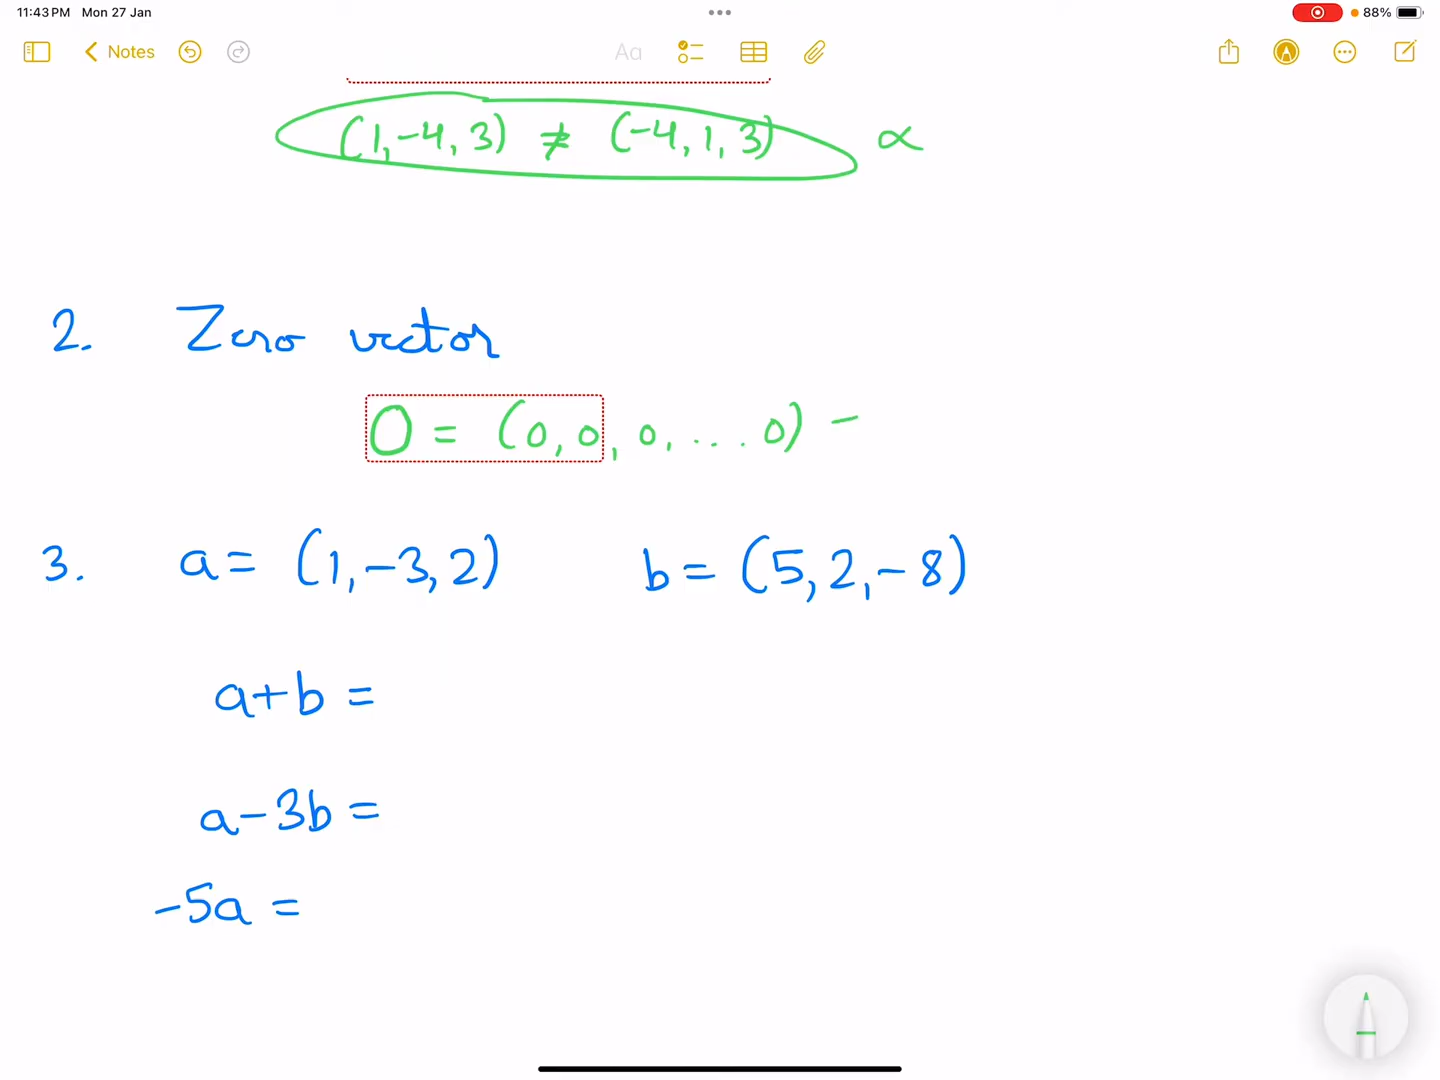 11:43 PM Mon 27 Jan 88%
Notes Aa
(1, -4, 3) ≠ (-4, 1, 3) ∝
2. Zero vector
0 = (0, 0, 0, .... 0) -
3. a = (1, -3, 2) b = (5, 2, -8)
a+b =
a-3b =
-5a =